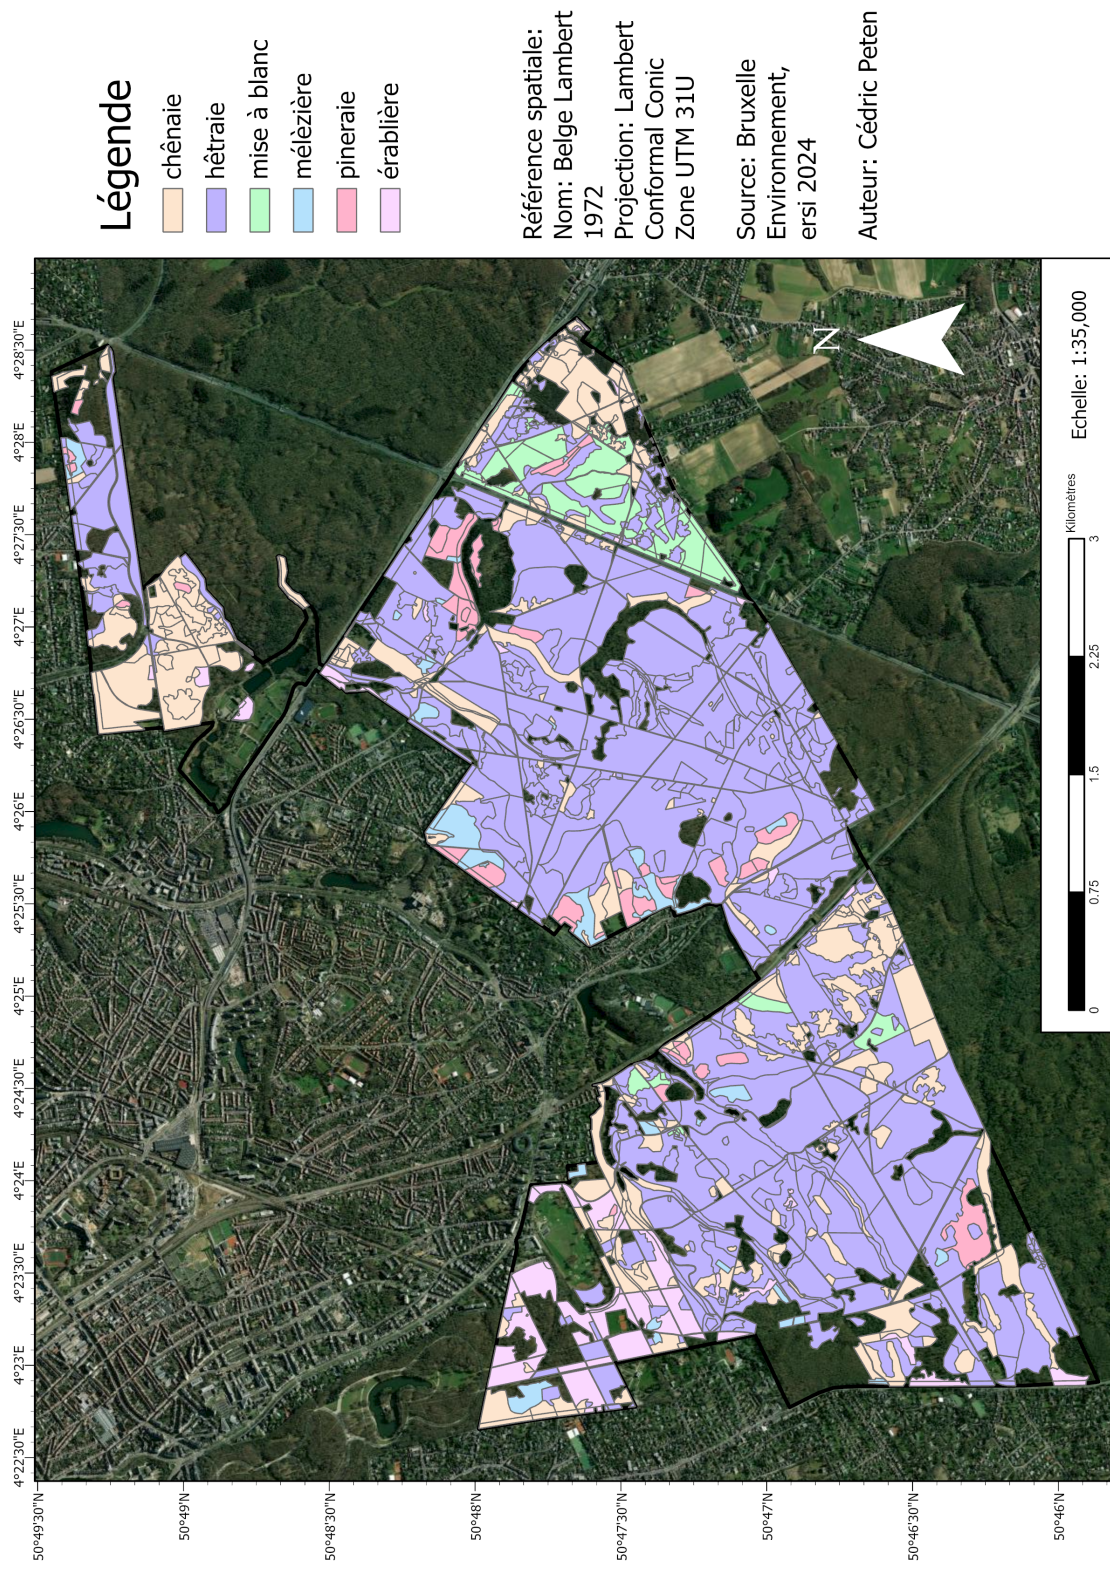 Légende
chênaie
hêtraie
mise à blanc
mélèzière
pineraie
érablière
Référence spatiale:
Nom: Belge Lambert
1972
Projection: Lambert
Conformal Conic
Zone UTM 31U
Source: Bruxelle
Environnement,
ersi 2024
Auteur: Cédric Peten
4°22'30"E
4°23'E
4°23'30"E
4°24'E
4°24'30"E
4°25'E
4°25'30"E
4°26'E
4°26'30"E
4°27'E
4°27'30"E
4°28'E
4°28'30"E
50°49'30"N
50°49'N
50°48'30"N
50°48'N
50°47'30"N
50°47'N
50°46'30"N
50°46'N
N
0
0.75
1.5
2.25
3
Kilomètres
Echelle: 1:35,000